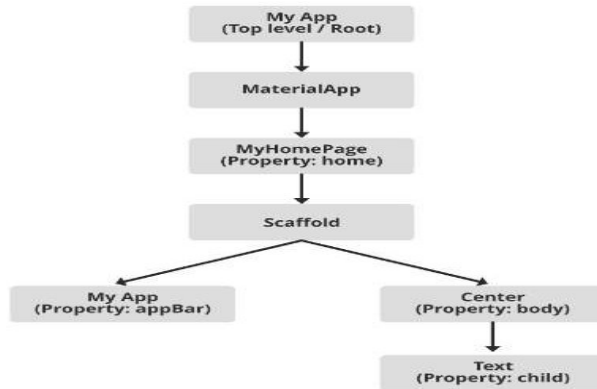 My App
(Top level / Root)
MaterialApp
MyHomePage
(Property: home)
Scaffold
My App
(Property: appBar)
Center
(Property: body)
Text
(Property: child)